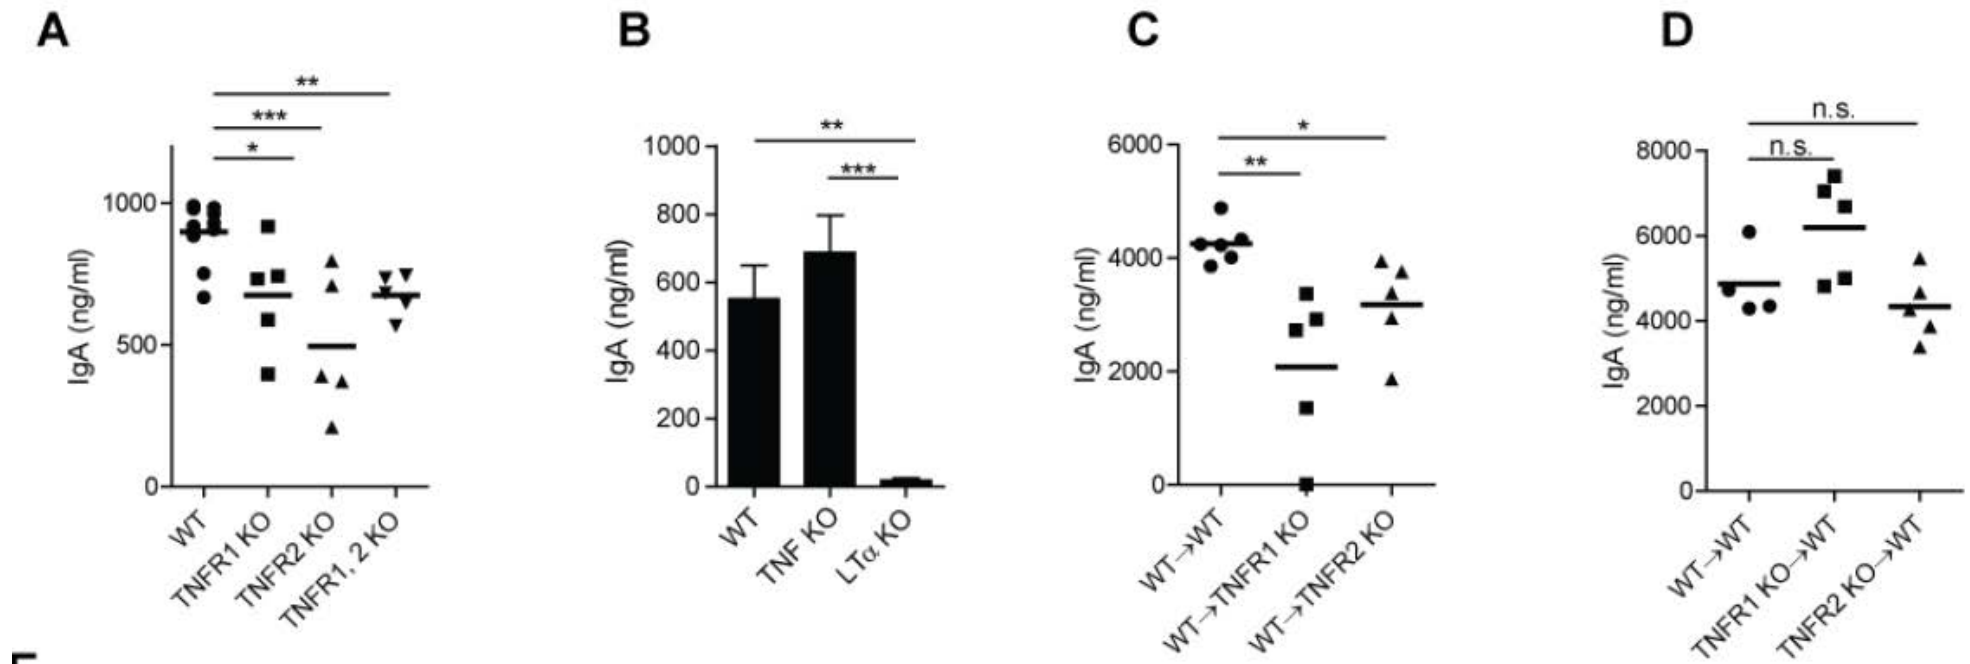 A
B
C
D
**
***
*
1000
500
0
IgA (ng/ml)
WT
TNFR1 KO
TNFR2 KO
TNFR1, 2 KO
**
***
1000
800
600
400
200
0
IgA (ng/ml)
WT
TNF KO
LTα KO
*
**
6000
4000
2000
0
IgA (ng/ml)
WT→WT
WT→TNFR1 KO
WT→TNFR2 KO
n.s.
n.s.
8000
6000
4000
2000
0
IgA (ng/ml)
WT→WT
TNFR1 KO→WT
TNFR2 KO→WT